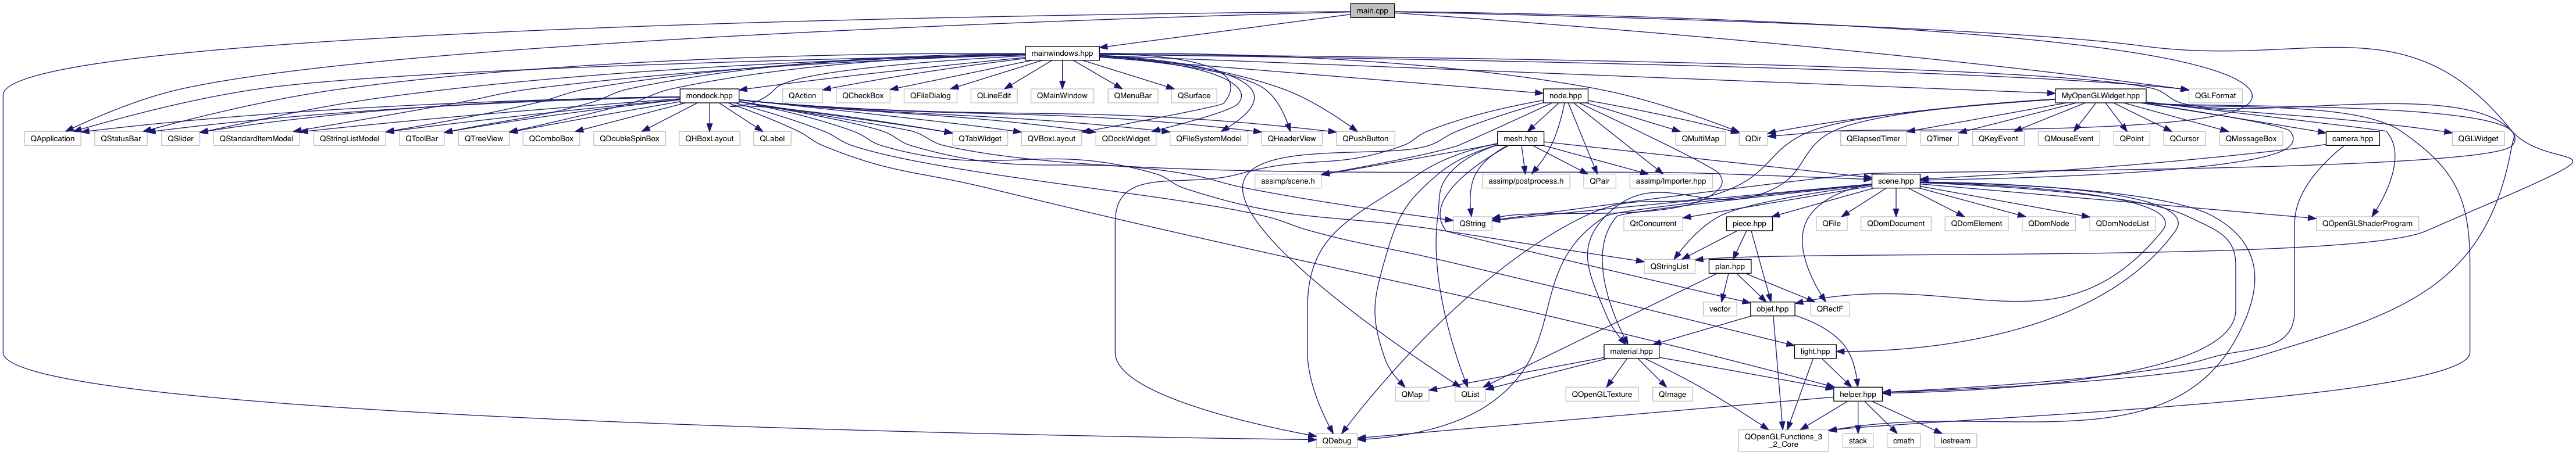 main.cpp
mainwindows.hpp
mondock.hpp
QAction
QCheckBox
QFileDialog
QLineEdit
QMainWindow
QMenuBar
QSurface
node.hpp
MyOpenGLWidget.hpp
QGLFormat
QApplication
QStatusBar
QSlider
QStandardItemModel
QStringListModel
QToolBar
QTreeView
QComboBox
QDoubleSpinBox
QHBoxLayout
QLabel
QTabWidget
QVBoxLayout
QDockWidget
QFileSystemModel
QHeaderView
QPushButton
mesh.hpp
QMultiMap
QDir
QElapsedTimer
QTimer
QKeyEvent
QMouseEvent
QPoint
QCursor
QMessageBox
camera.hpp
QGLWidget
assimp/scene.h
assimp/postprocess.h
QPair
assimp/Importer.hpp
scene.hpp
QString
QtConcurrent
piece.hpp
QFile
QDomDocument
QDomElement
QDomNode
QDomNodeList
QOpenGLShaderProgram
QStringList
plan.hpp
vector
objet.hpp
QRectF
material.hpp
light.hpp
QMap
QList
QOpenGLTexture
QImage
helper.hpp
QDebug
QOpenGLFunctions_3
_2_Core
stack
cmath
iostream